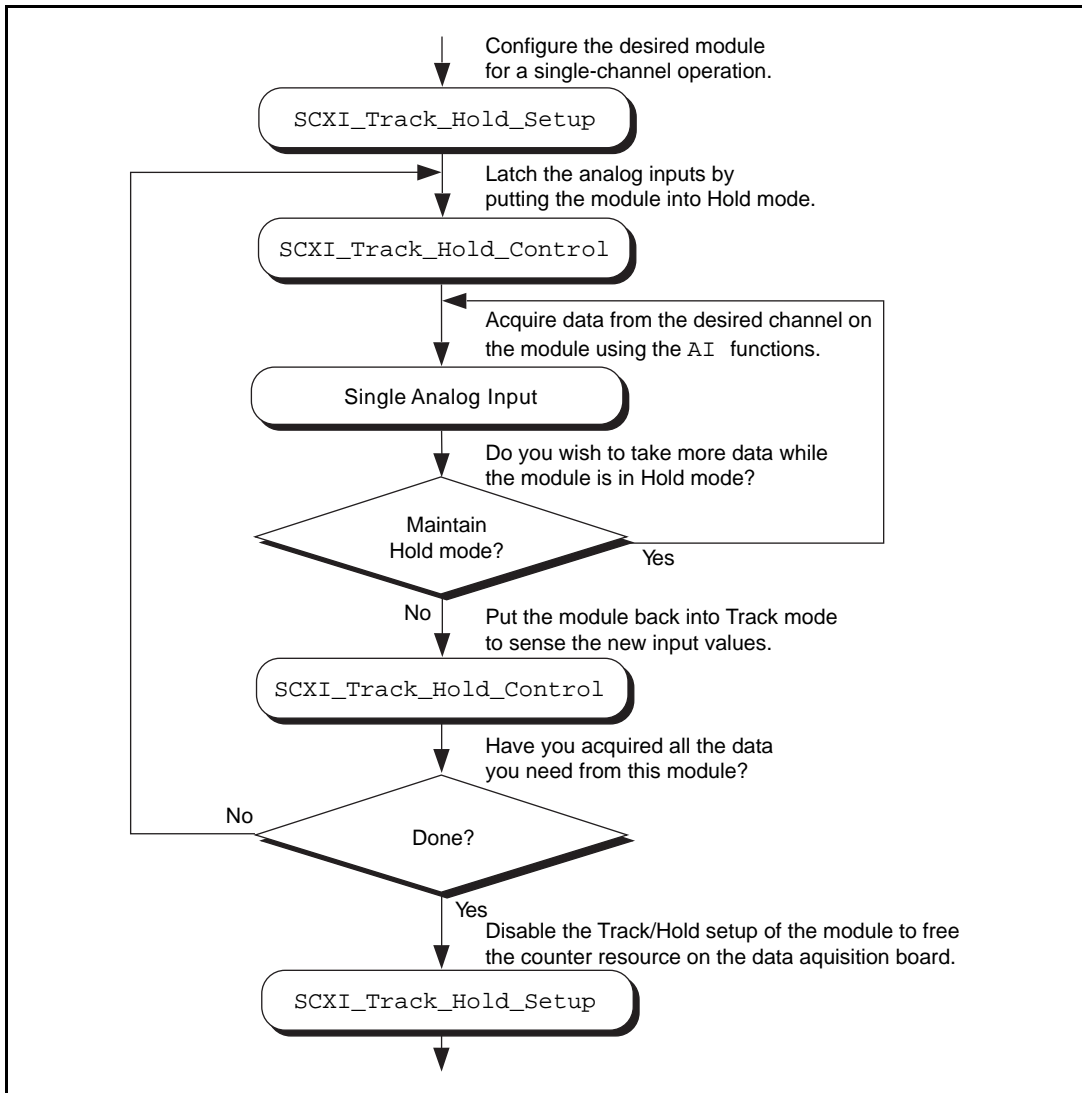 Configure the desired module
for a single-channel operation.
SCXI_Track_Hold_Setup
Latch the analog inputs by
putting the module into Hold mode.
SCXI_Track_Hold_Control
Acquire data from the desired channel on
the module using the AI functions.
Single Analog Input
Do you wish to take more data while
the module is in Hold mode?
Maintain
Hold mode?
Yes
No
Put the module back into Track mode
to sense the new input values.
SCXI_Track_Hold_Control
Have you acquired all the data
you need from this module?
No
Done?
Yes
Disable the Track/Hold setup of the module to free
the counter resource on the data aquisition board.
SCXI_Track_Hold_Setup